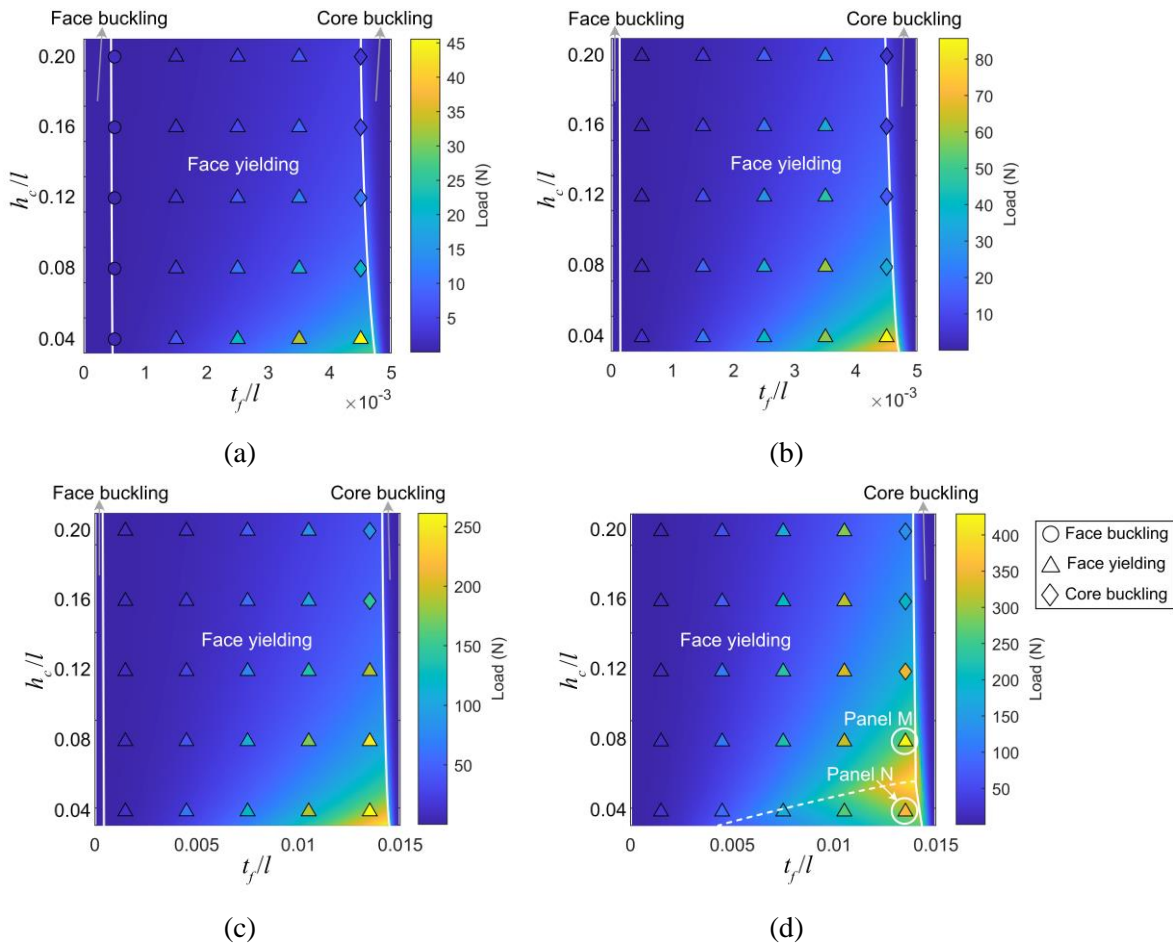 Face buckling
Core buckling
0.20
0.16
0.12
0.08
0.04
h_c/l
Face yielding
0 1 2 3 4 5
t_f/l
×10^-3
45
40
35
30
25
20
15
10
5
Load (N)
(a)
Face buckling
Core buckling
0.20
0.16
0.12
0.08
0.04
h_c/l
Face yielding
0 1 2 3 4 5
t_f/l
×10^-3
80
70
60
50
40
30
20
10
Load (N)
(b)
Face buckling
Core buckling
0.20
0.16
0.12
0.08
0.04
h_c/l
Face yielding
0 0.005 0.01 0.015
t_f/l
250
200
150
100
50
Load (N)
(c)
Core buckling
0.20
0.16
0.12
0.08
0.04
h_c/l
Face yielding
Panel M
Panel N
0 0.005 0.01 0.015
t_f/l
400
350
300
250
200
150
100
50
Load (N)
(d)
Face buckling
Face yielding
Core buckling